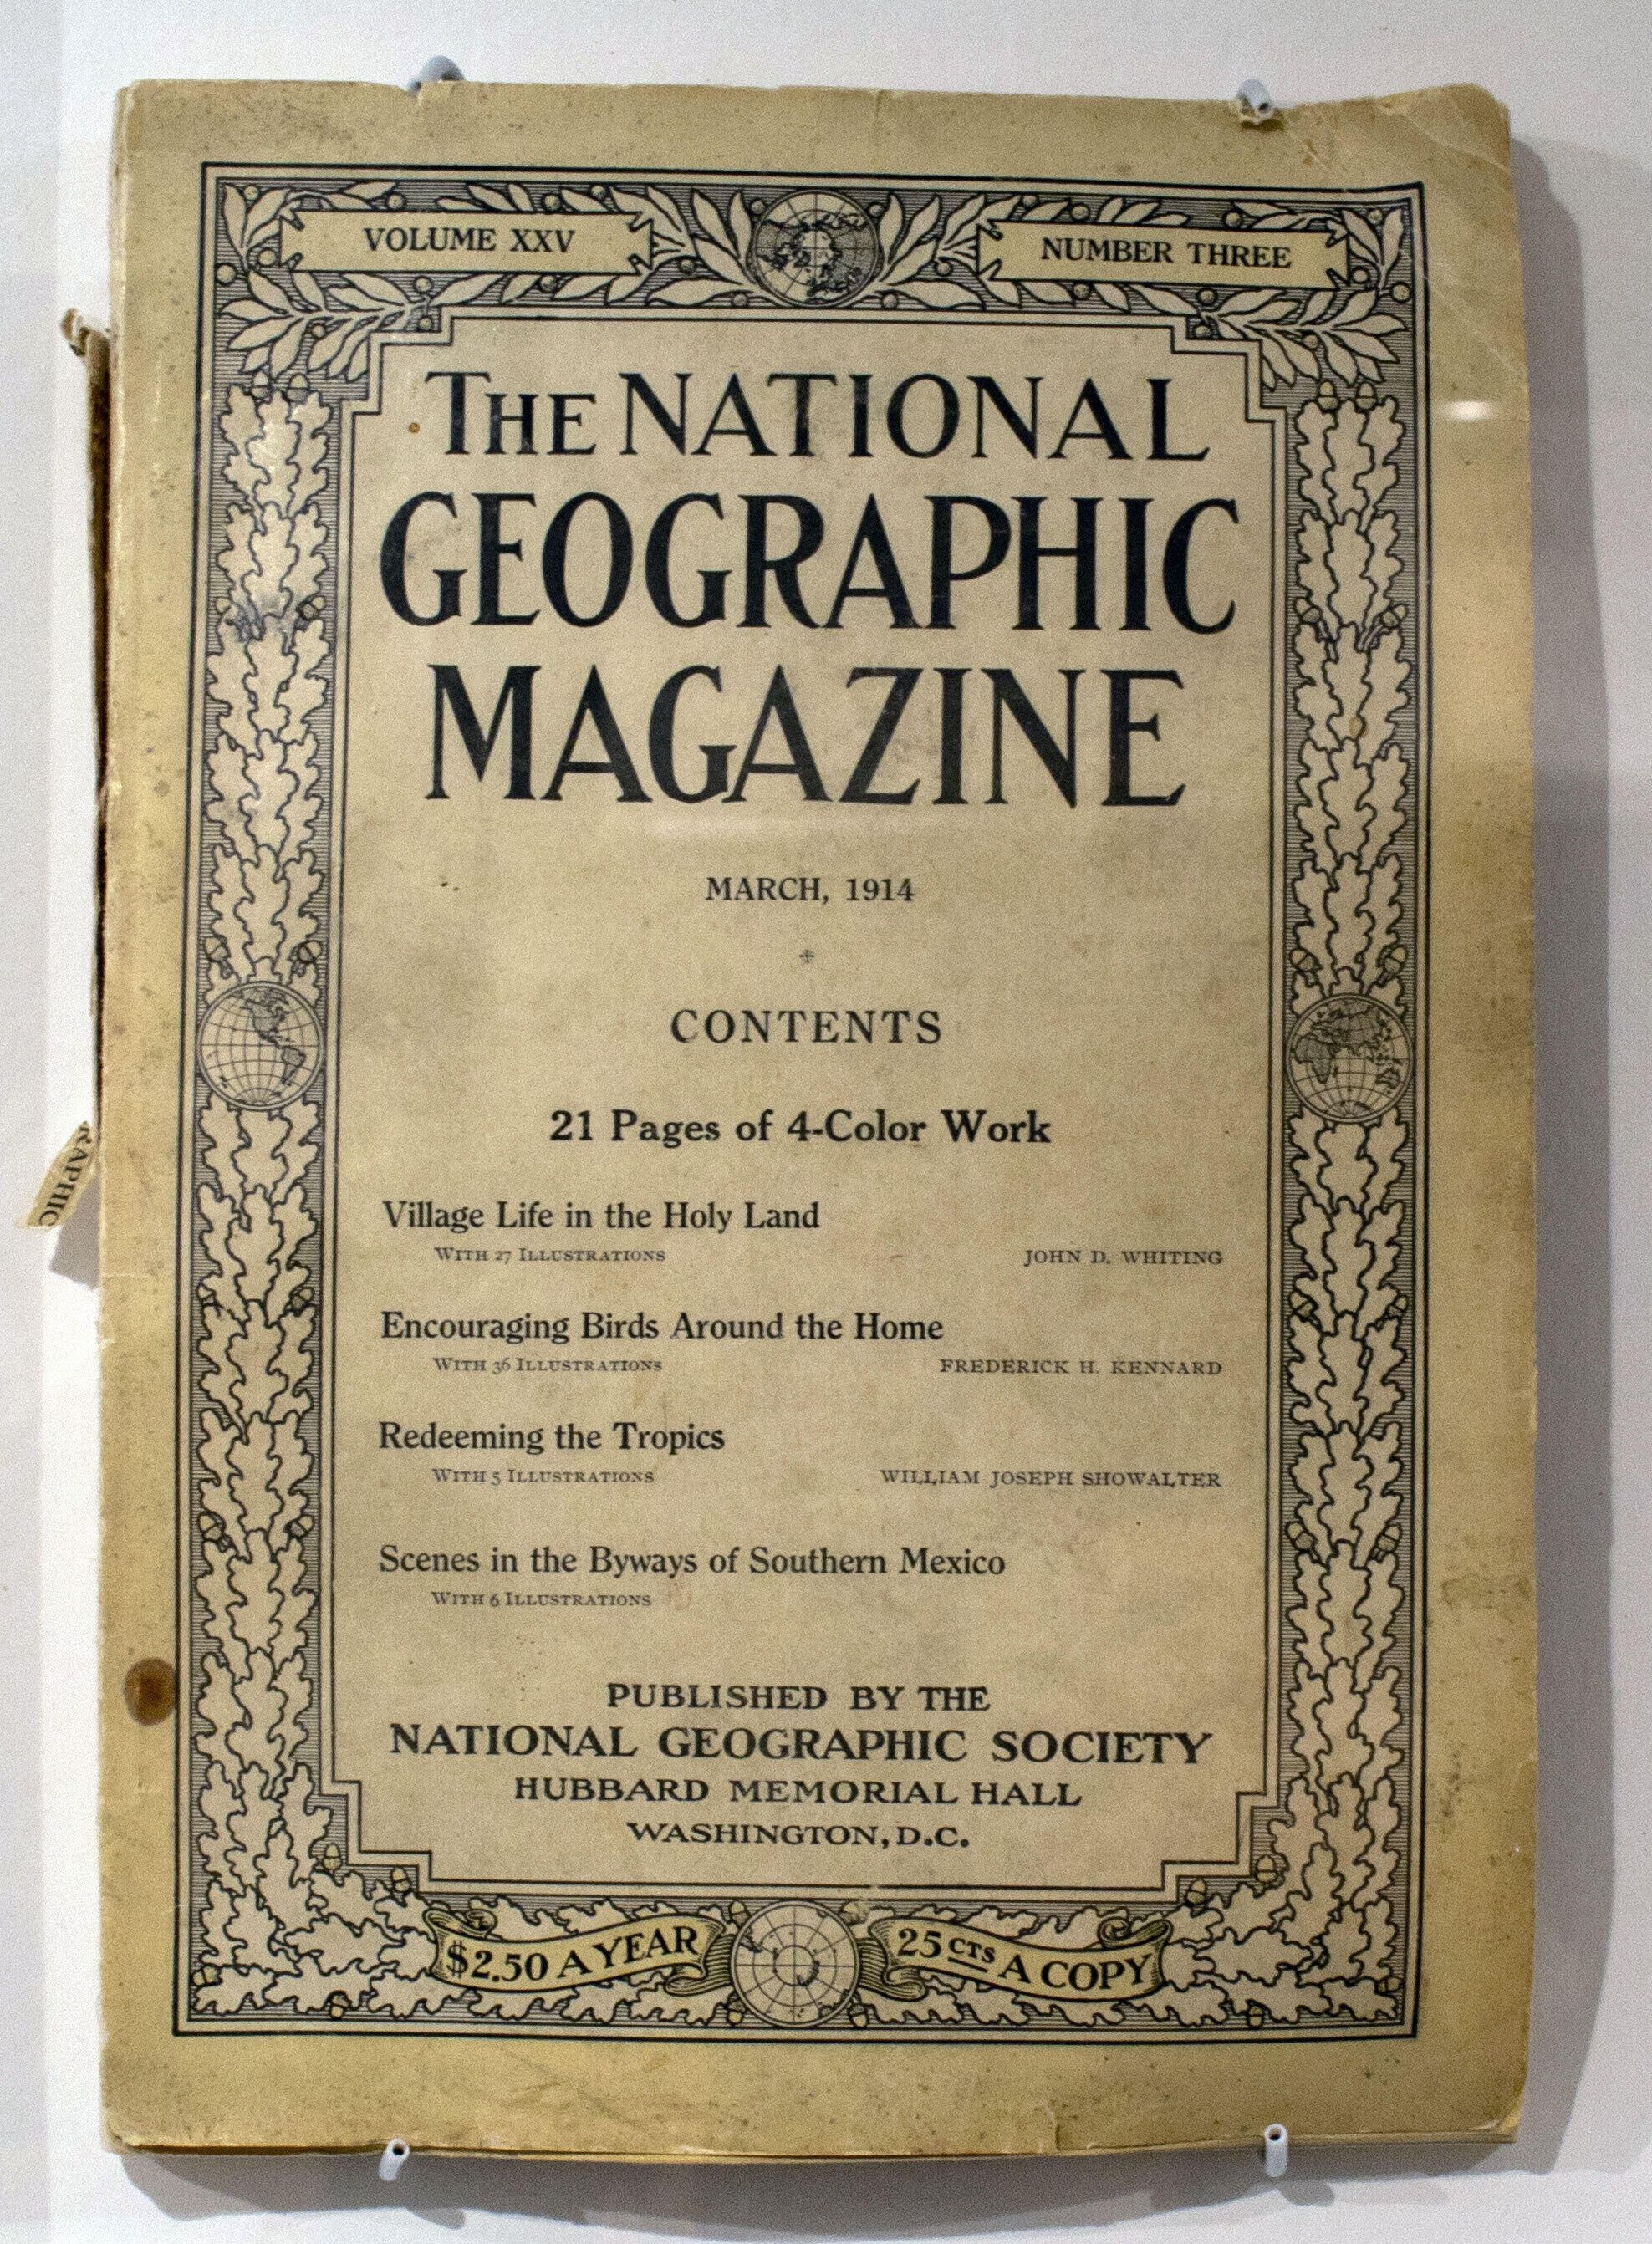 VOLUME XXV
NUMBER THREE
THE NATIONAL
GEOGRAPHIC
MAGAZINE
MARCH, 1914
CONTENTS
21 Pages of 4-Color Work
Village Life in the Holy Land
WITH 27 ILLUSTRATIONS JOHN D. WHITING
Encouraging Birds Around the Home
WITH 36 ILLUSTRATIONS FREDERICK H. KENNARD
Redeeming the Tropics
WITH 5 ILLUSTRATIONS WILLIAM JOSEPH SHOWALTER
Scenes in the Byways of Southern Mexico
WITH 6 ILLUSTRATIONS
PUBLISHED BY THE
NATIONAL GEOGRAPHIC SOCIETY
HUBBARD MEMORIAL HALL
WASHINGTON, D.C.
$2.50 A YEAR
25 CTS A COPY
RAPHIC